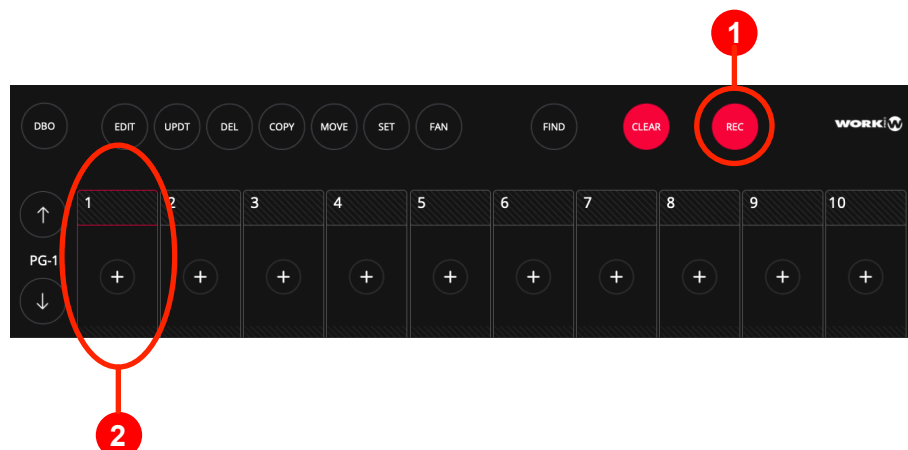 1
DBO EDIT UPDT DEL COPY MOVE SET FAN FIND CLEAR REC WORK
1 2 3 4 5 6 7 8 9 10
PG-1
2